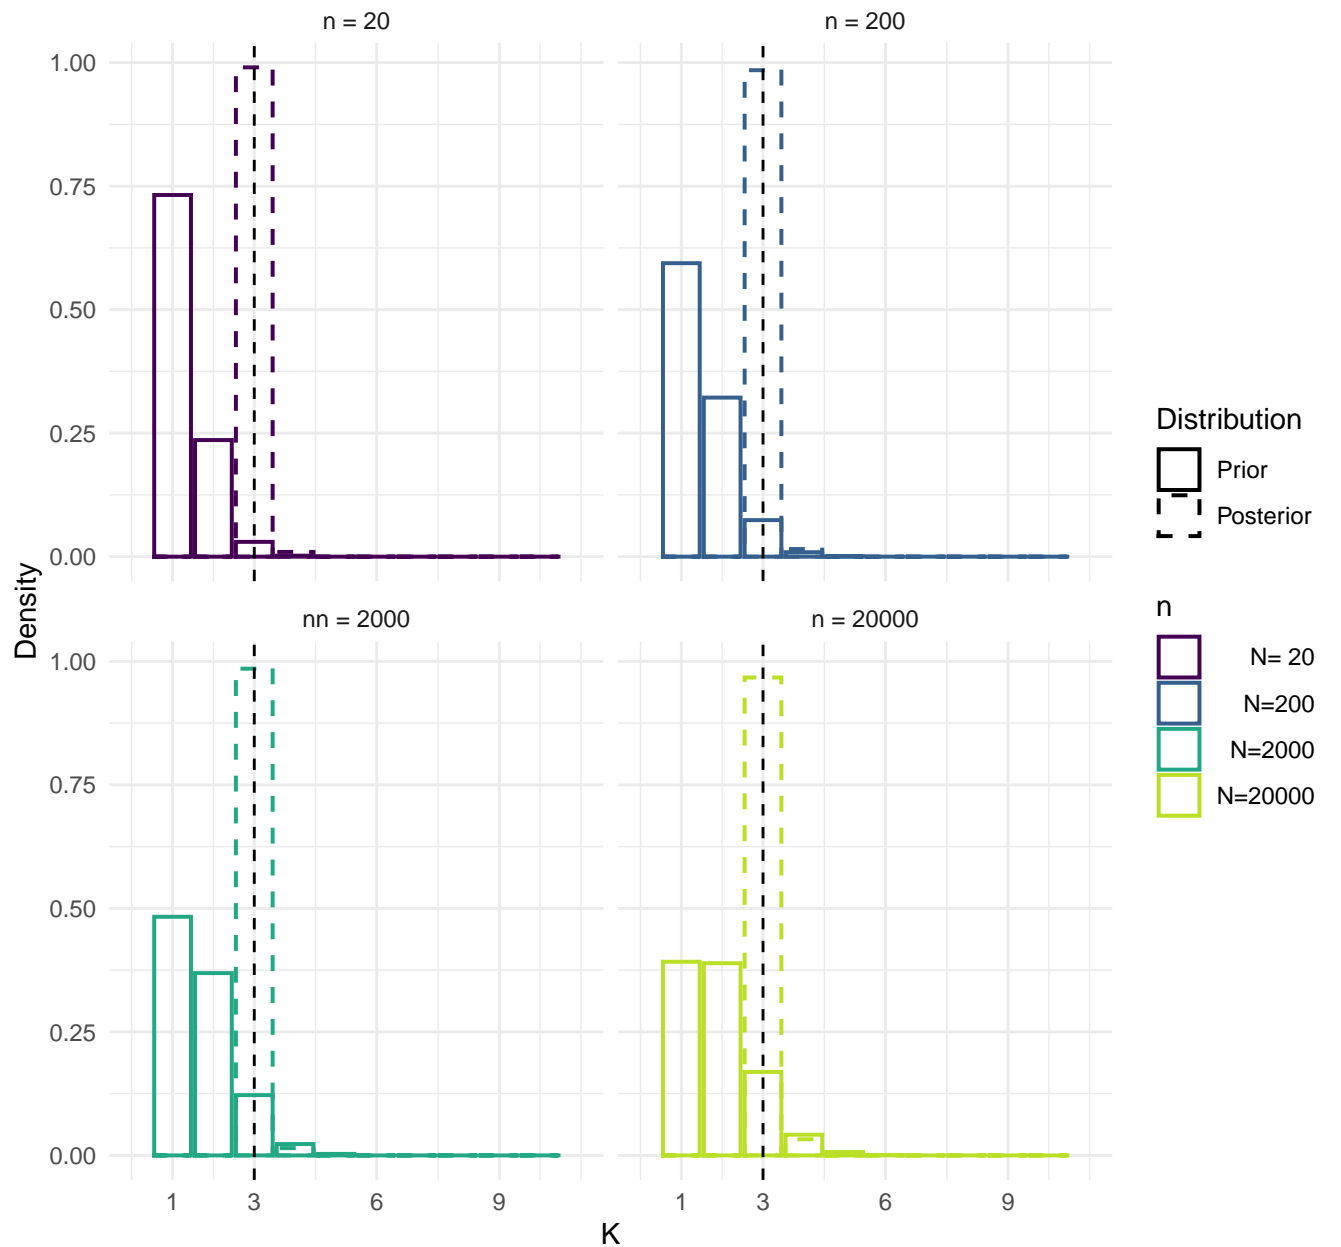 n = 20
n = 200
1.00
0.75
0.50
0.25
0.00
nn = 2000
n = 20000
1.00
0.75
0.50
0.25
0.00
1 3 6 9
1 3 6 9
K
Density
Distribution
Prior
Posterior
n
N= 20
N=200
N=2000
N=20000